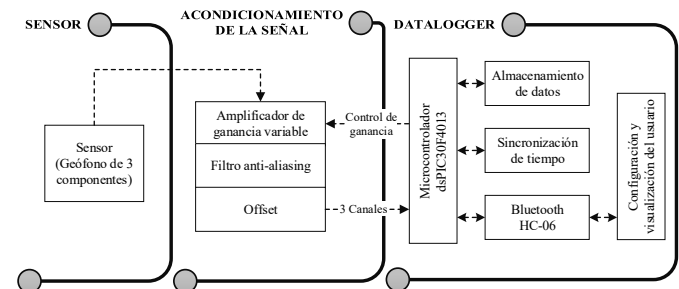 SENSOR
ACONDICIONAMIENTO
DE LA SEÑAL
DATALOGGER
Sensor
(Geófono de 3
componentes)
Amplificador de
ganancia variable
Filtro anti-aliasing
Offset
Control de
ganancia
3 Canales
Microcontrolador
dsPIC30F4013
Almacenamiento
de datos
Sincronización
de tiempo
Bluetooth
HC-06
Configuración y
visualización del usuario